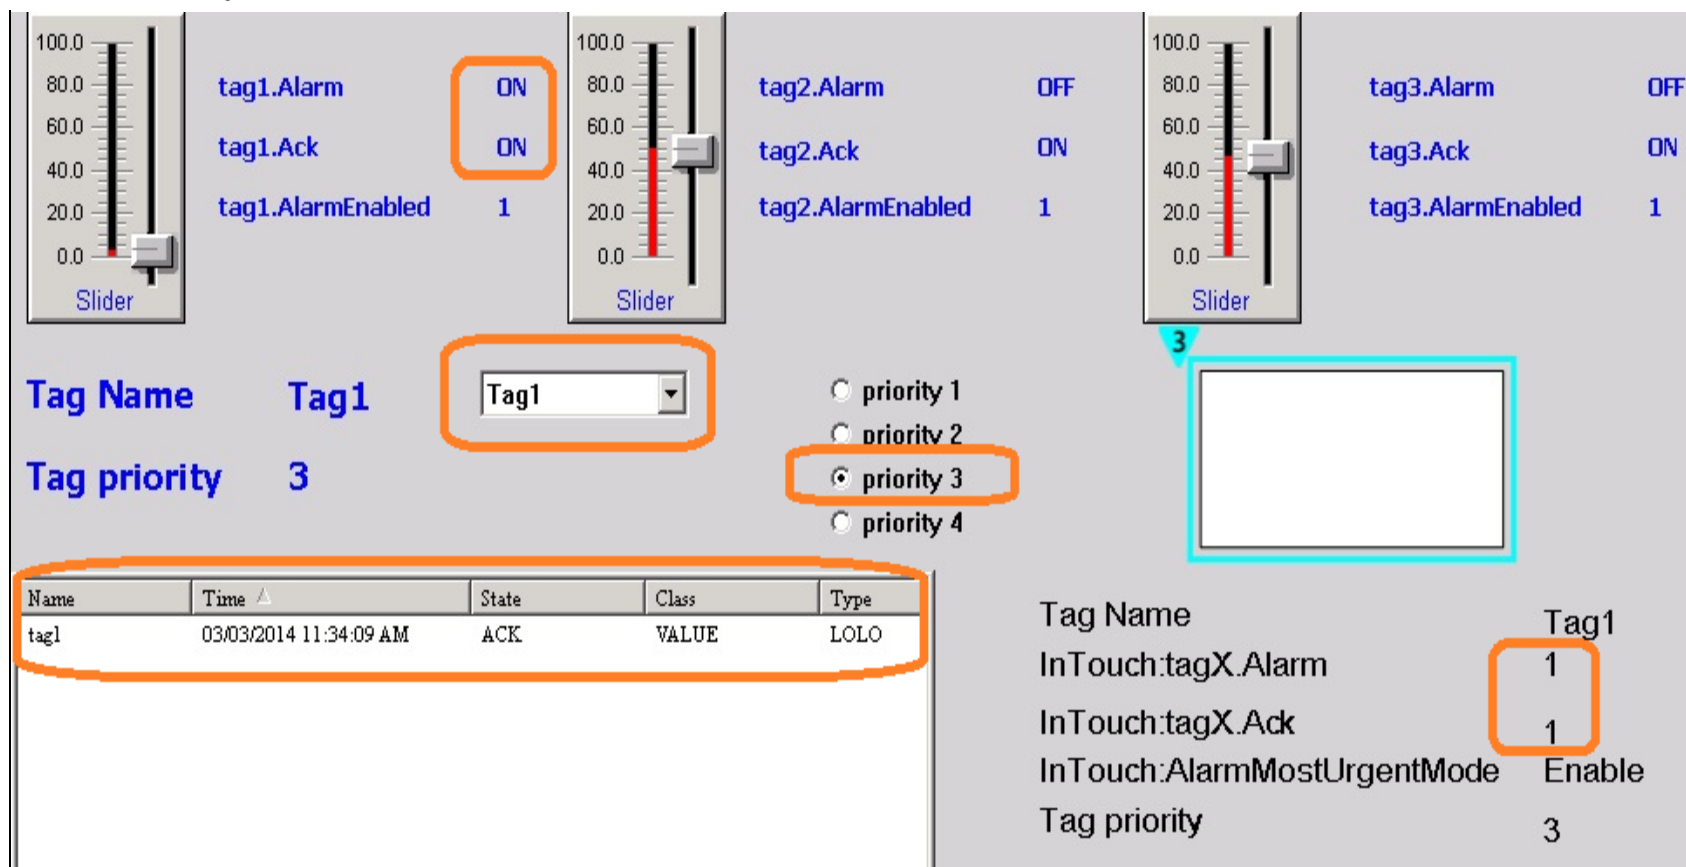 100.0
80.0
60.0
40.0
20.0
0.0
Slider
tag1.Alarm ON
tag1.Ack ON
tag1.AlarmEnabled 1
100.0
80.0
60.0
40.0
20.0
0.0
Slider
tag2.Alarm OFF
tag2.Ack ON
tag2.AlarmEnabled 1
100.0
80.0
60.0
40.0
20.0
0.0
Slider
tag3.Alarm OFF
tag3.Ack ON
tag3.AlarmEnabled 1
Tag Name Tag1
Tag1
Tag priority 3
priority 1
priority 2
priority 3
priority 4
3
Name Time State Class Type
tag1 03/03/2014 11:34:09 AM ACK VALUE LOLO
Tag Name Tag1
InTouch:tagX.Alarm 1
InTouch:tagX.Ack 1
InTouch:AlarmMostUrgentMode Enable
Tag priority 3